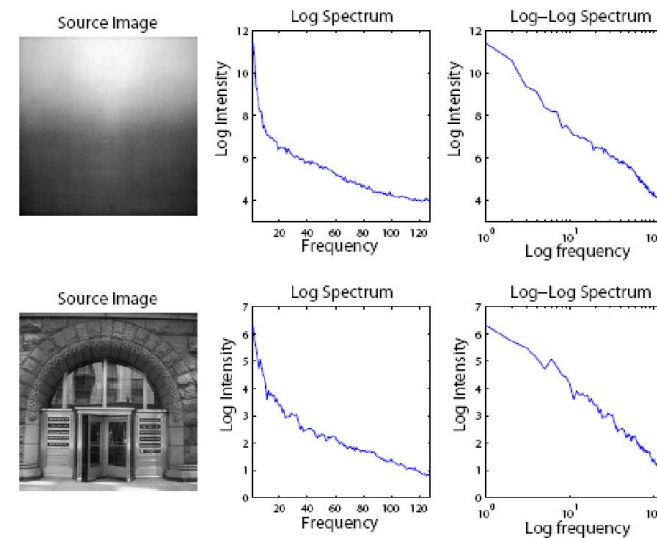 Source Image
Log Spectrum
Log-Log Spectrum
12
10
8
6
4
Log Intensity
20 40 60 80 100 120
Frequency
12
10
8
6
4
Log Intensity
10⁰ 10¹ 10
Log frequency
Source Image
Log Spectrum
Log-Log Spectrum
7
6
5
4
3
2
1
0
Log Intensity
20 40 60 80 100 120
Frequency
7
6
5
4
3
2
1
0
Log Intensity
10⁰ 10¹ 10
Log frequency